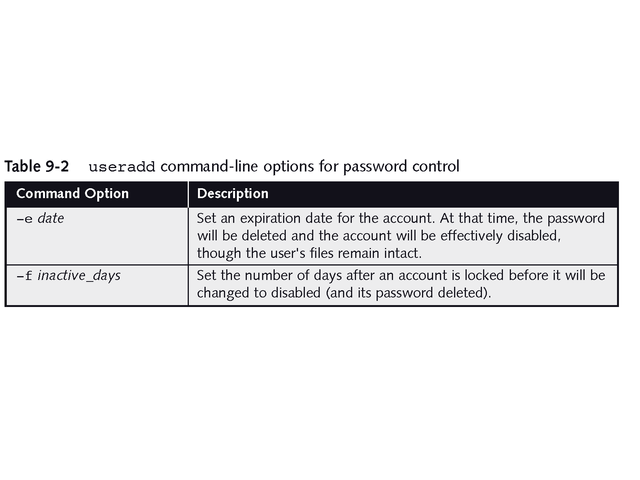 Table 9-2 useradd command-line options for password control
Command Option Description
–e date Set an expiration date for the account. At that time, the password
will be deleted and the account will be effectively disabled,
though the user's files remain intact.
–f inactive_days Set the number of days after an account is locked before it will be
changed to disabled (and its password deleted).